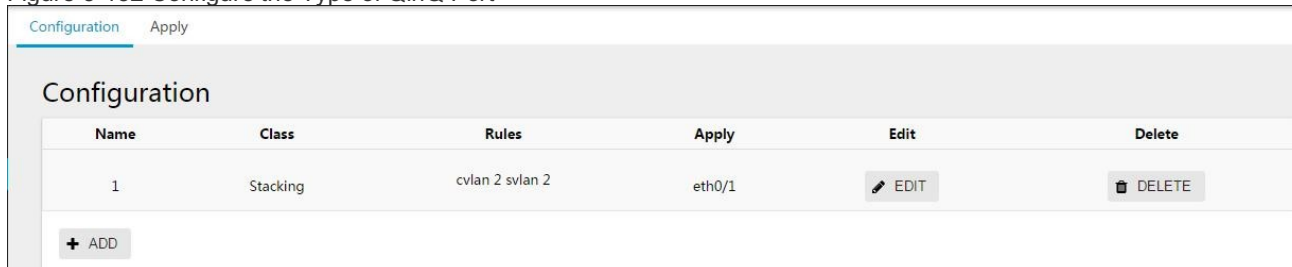 Configuration Apply
Configuration
Name Class Rules Apply Edit Delete
1 Stacking cvlan 2 svlan 2 eth0/1 EDIT DELETE
+ ADD